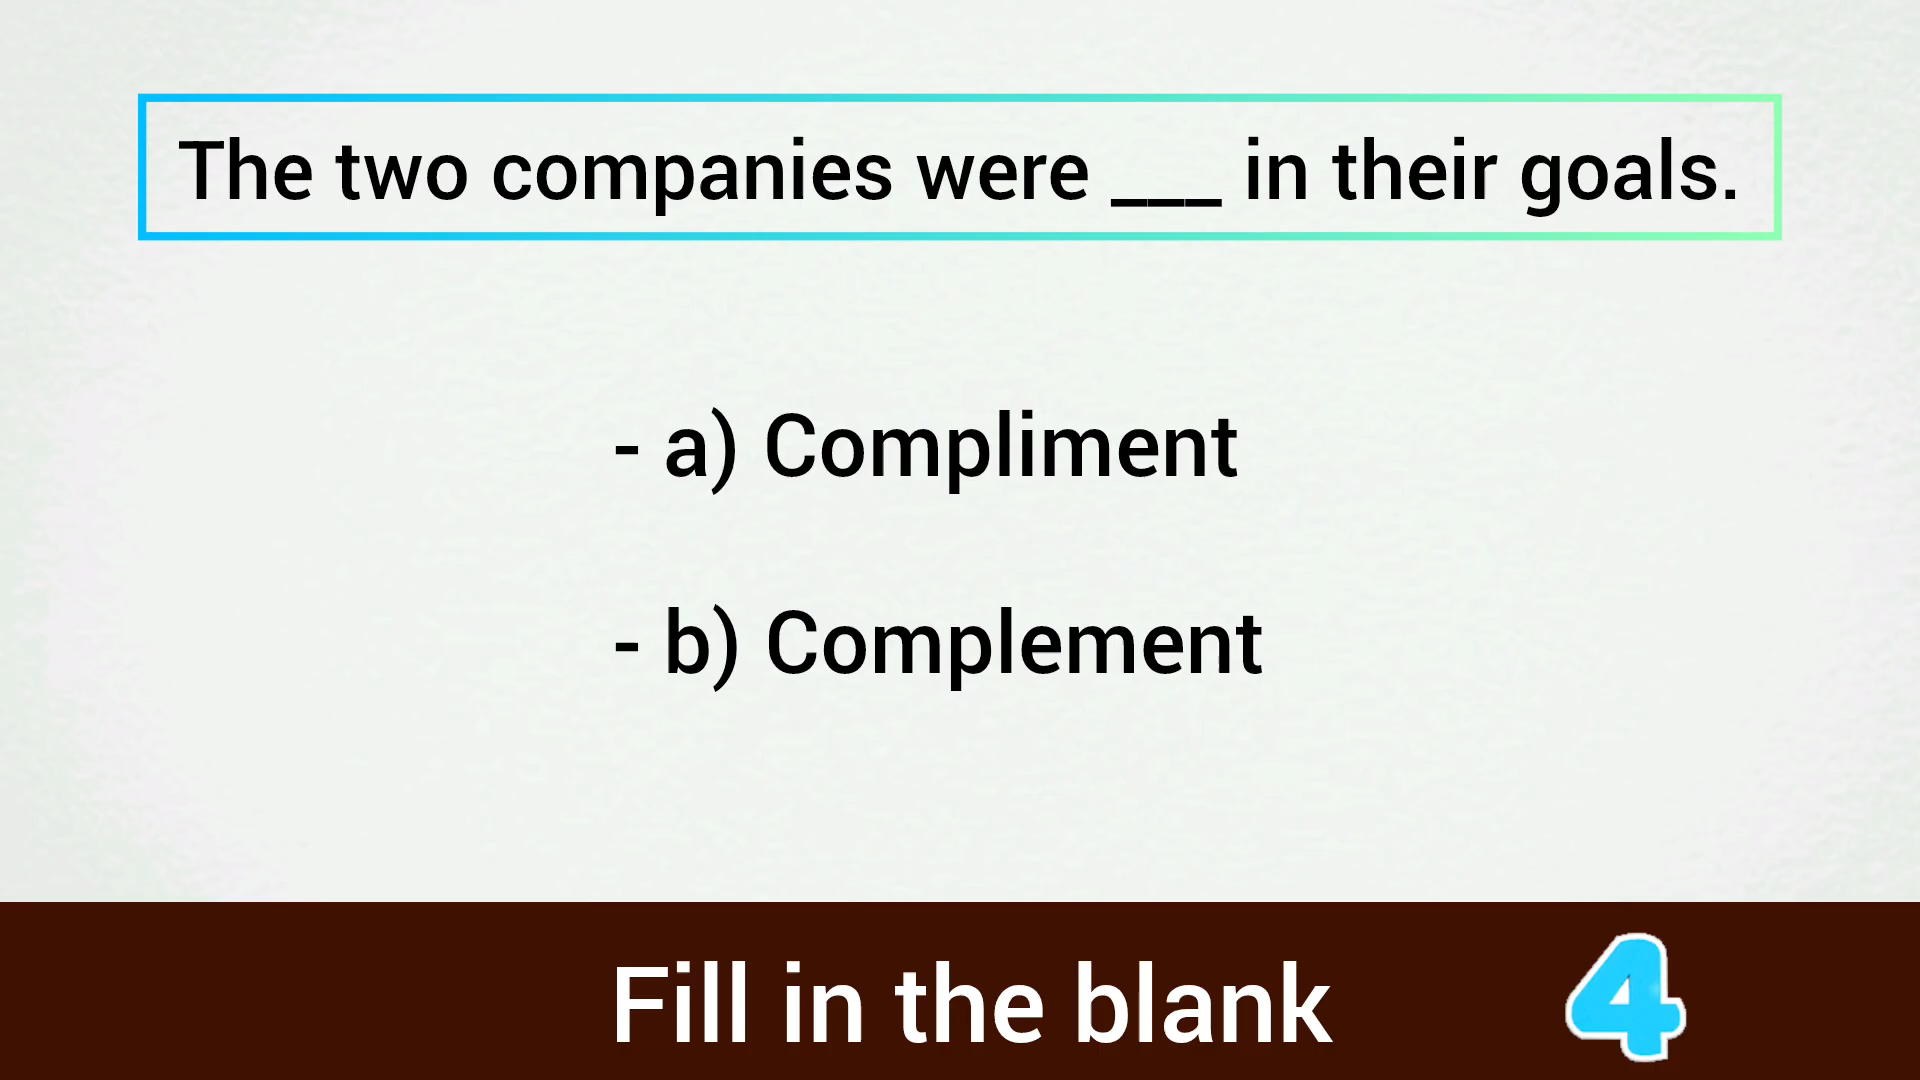 The two companies were ___ in their goals.
- a) Compliment
- b) Complement
Fill in the blank
4